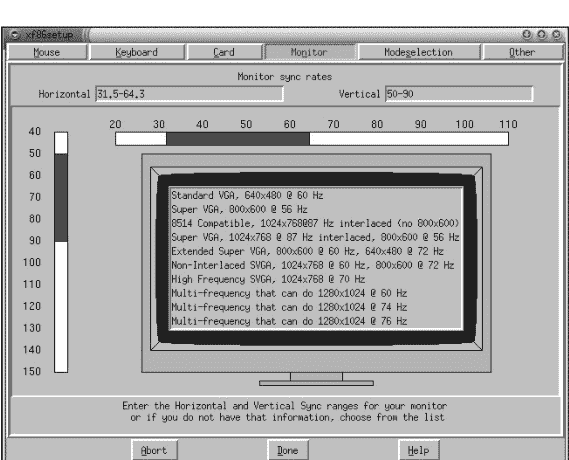 xf86setup
Mouse Keyboard Card Monitor Modeselection Other
Monitor sync rates
Horizontal 31.5-64.3 Vertical 50-90
20 30 40 50 60 70 80 90 100 110
40
50
60
70
80
90
100
110
120
130
140
150
Standard VGA, 640x480 @ 60 Hz
Super VGA, 800x600 @ 56 Hz
8514 Compatible, 1024x768@87 Hz interlaced (no 800x600)
Super VGA, 1024x768 @ 87 Hz interlaced, 800x600 @ 56 Hz
Extended Super VGA, 800x600 @ 60 Hz, 640x480 @ 72 Hz
Non-Interlaced SVGA, 1024x768 @ 60 Hz, 800x600 @ 72 Hz
High Frequency SVGA, 1024x768 @ 70 Hz
Multi-frequency that can do 1280x1024 @ 60 Hz
Multi-frequency that can do 1280x1024 @ 74 Hz
Multi-frequency that can do 1280x1024 @ 76 Hz
Enter the Horizontal and Vertical Sync ranges for your monitor
or if you do not have that information, choose from the list
Abort Done Help